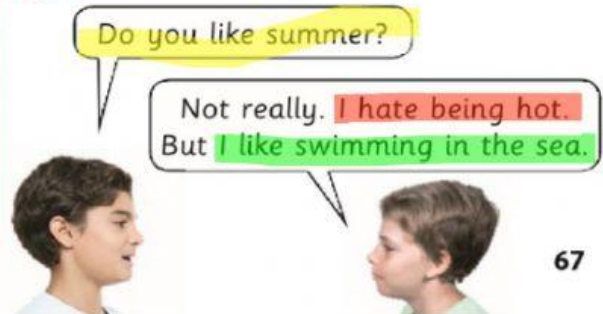 Do you like summer?
Not really. I hate being hot.
But I like swimming in the sea.
67